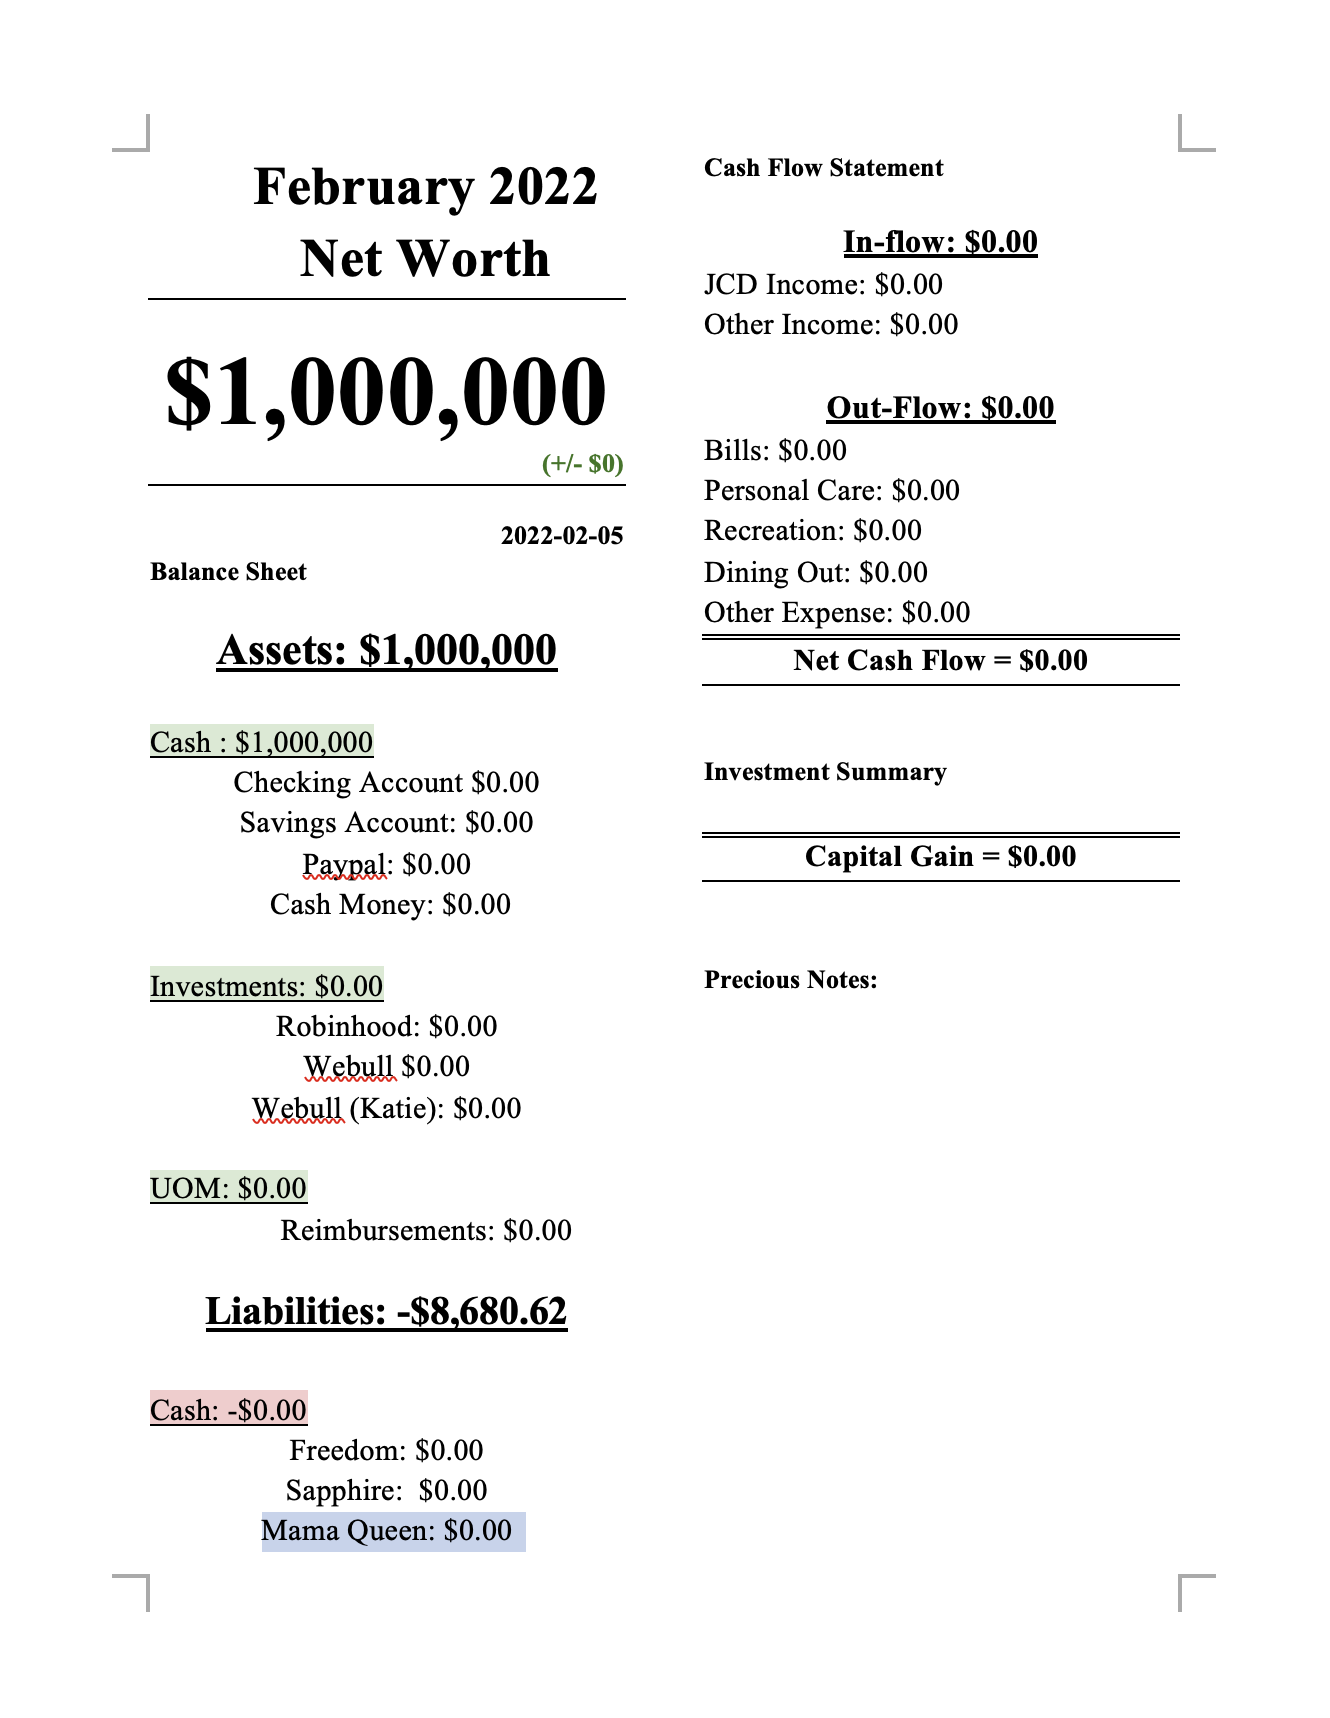 February 2022
Net Worth
$1,000,000
(+/- $0)
2022-02-05
Balance Sheet
Assets: $1,000,000
Cash : $1,000,000
Checking Account $0.00
Savings Account: $0.00
Paypal: $0.00
Cash Money: $0.00
Investments: $0.00
Robinhood: $0.00
Webull $0.00
Webull (Katie): $0.00
UOM: $0.00
Reimbursements: $0.00
Liabilities: -$8,680.62
Cash: -$0.00
Freedom: $0.00
Sapphire:  $0.00
Mama Queen: $0.00
Cash Flow Statement
In-flow: $0.00
JCD Income: $0.00
Other Income: $0.00
Out-Flow: $0.00
Bills: $0.00
Personal Care: $0.00
Recreation: $0.00
Dining Out: $0.00
Other Expense: $0.00
Net Cash Flow = $0.00
Investment Summary
Capital Gain = $0.00
Precious Notes: